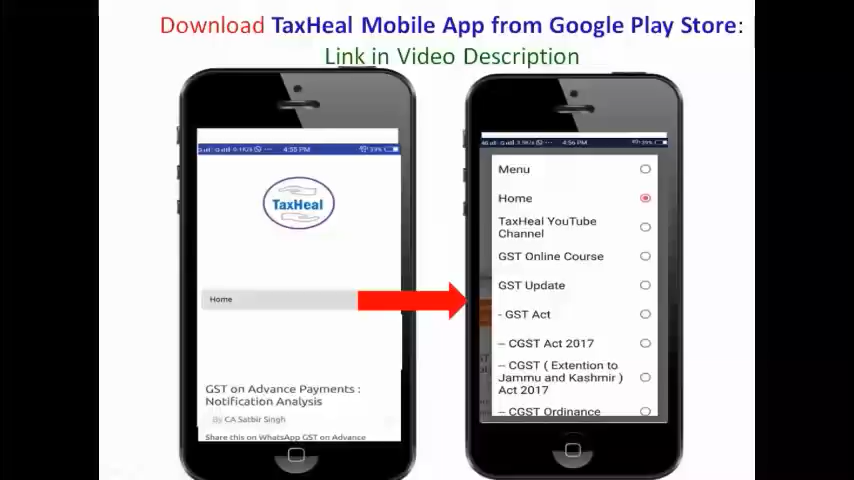 Download TaxHeal Mobile App from Google Play Store:
Link in Video Description
4:55 PM
39%
TaxHeal
Home
GST on Advance Payments :
Notification Analysis
By CA Satbir Singh
Share this on WhatsApp GST on Advance
4:56 PM
39%
Menu
Home
TaxHeal YouTube
Channel
GST Online Course
GST Update
- GST Act
-- CGST Act 2017
-- CGST ( Extention to
Jammu and Kashmir )
Act 2017
-- CGST Ordinance